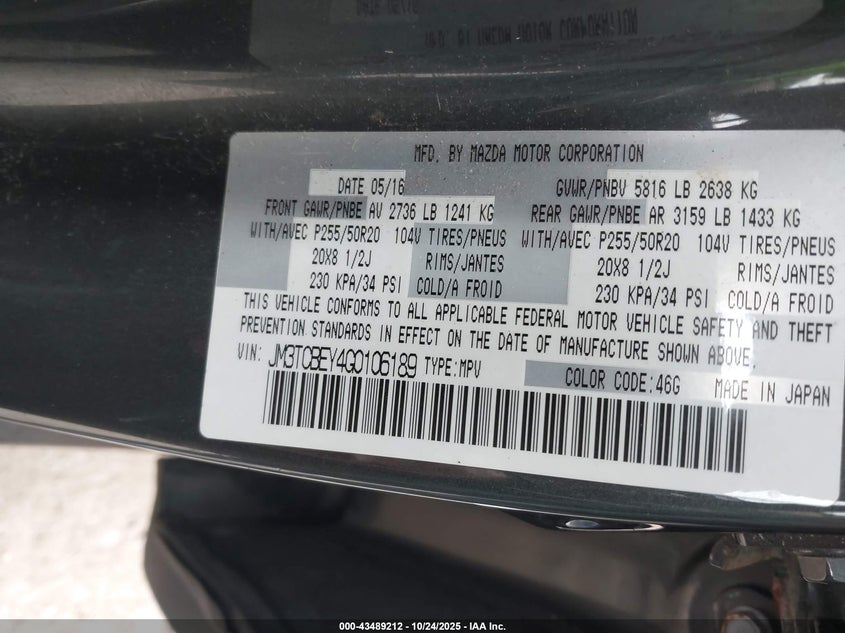 MFD. BY MAZDA MOTOR CORPORATION
DATE 05/16 GVWR/PNBV 5816 LB 2638 KG
FRONT GAWR/PNBE AV 2736 LB 1241 KG REAR GAWR/PNBE AR 3159 LB 1433 KG
WITH/AVEC P255/50R20 104V TIRES/PNEUS WITH/AVEC P255/50R20 104V TIRES/PNEUS
20X8 1/2J RIMS/JANTES 20X8 1/2J RIMS/JANTES
230 KPA/34 PSI COLD/A FROID 230 KPA/34 PSI COLD/A FROID
THIS VEHICLE CONFORMS TO ALL APPLICABLE FEDERAL MOTOR VEHICLE SAFETY AND THEFT
PREVENTION STANDARDS IN EFFECT ON THE DATE OF MANUFACTURE SHOWN ABOVE.
VIN: JM3TCBEY4G0106189 TYPE:MPV COLOR CODE:46G MADE IN JAPAN
000-43489212 - 10/24/2025 - IAA Inc.